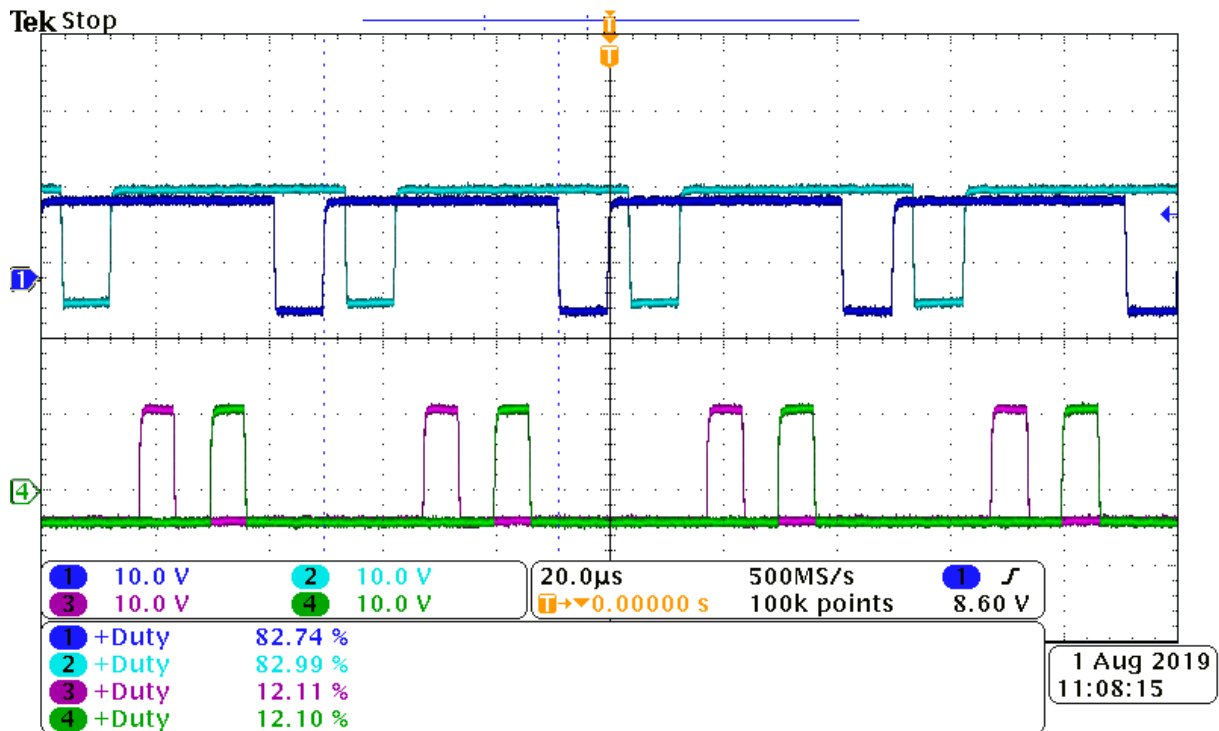 Tek Stop
T
T
1
4
1 10.0 V 2 10.0 V
3 10.0 V 4 10.0 V
20.0µs 500MS/s 1
T→▼0.00000 s 100k points 8.60 V
1 +Duty 82.74 %
2 +Duty 82.99 %
3 +Duty 12.11 %
4 +Duty 12.10 %
1 Aug 2019
11:08:15